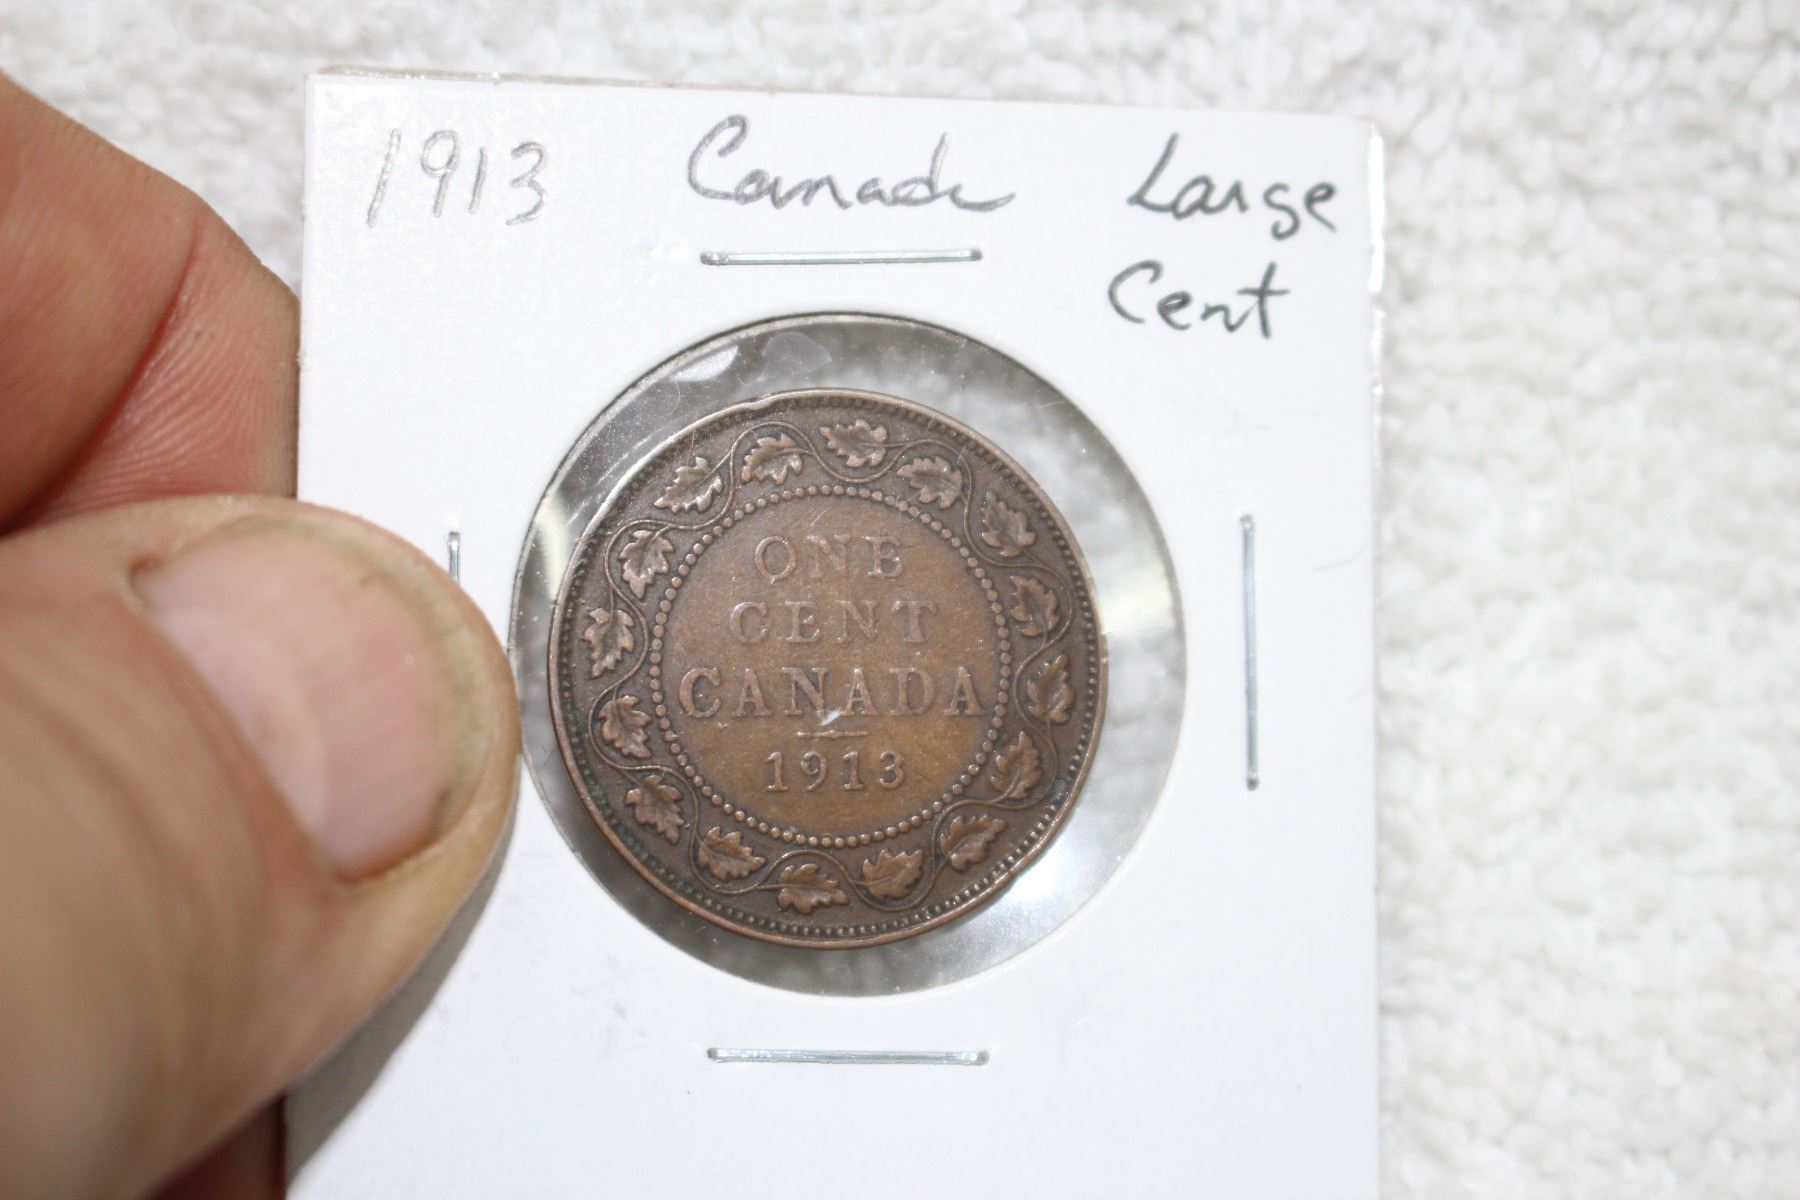 1913 Canada Large
Cent
ONE
CENT
CANADA
1913